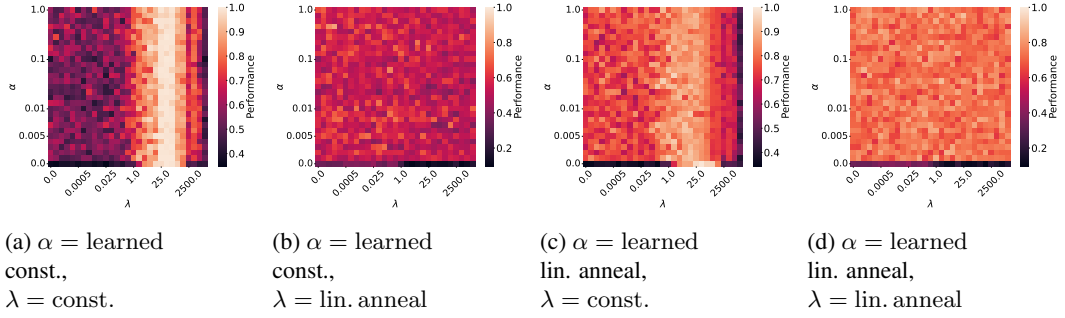 1.0
0.1
0.01
0.005
0.0
α
0.0
0.0005
0.025
1.0
25.0
2500.0
λ
1.0
0.9
0.8
0.7
0.6
0.5
0.4
Performance
1.0
0.1
0.01
0.005
0.0
α
0.0
0.0005
0.025
1.0
25.0
2500.0
λ
1.0
0.8
0.6
0.4
0.2
Performance
1.0
0.1
0.01
0.005
0.0
α
0.0
0.0005
0.025
1.0
25.0
2500.0
λ
1.0
0.9
0.8
0.7
0.6
0.5
0.4
Performance
1.0
0.1
0.01
0.005
0.0
α
0.0
0.0005
0.025
1.0
25.0
2500.0
λ
1.0
0.8
0.6
0.4
0.2
Performance
(a) α = learned
const.,
λ = const.
(b) α = learned
const.,
λ = lin. anneal
(c) α = learned
lin. anneal,
λ = const.
(d) α = learned
lin. anneal,
λ = lin. anneal